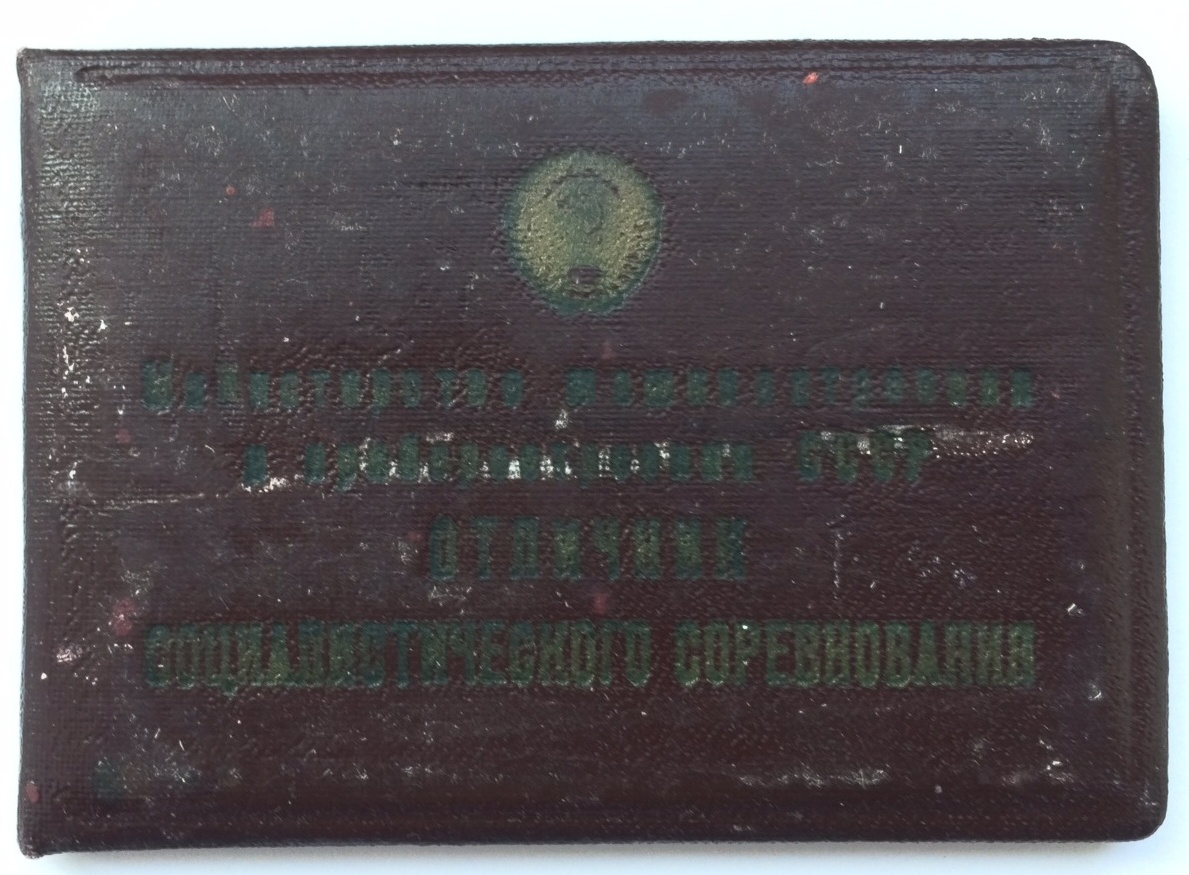 Министерство машиностроения
и приборостроения СССР
ОТЛИЧНИК
СОЦИАЛИСТИЧЕСКОГО СОРЕВНОВАНИЯ